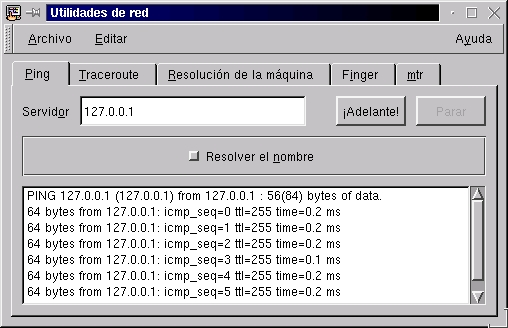 Utilidades de red
Archivo Editar Ayuda
Ping Traceroute Resolución de la máquina Finger mtr
Servidor 127.0.0.1 ¡Adelante! Parar
Resolver el nombre
PING 127.0.0.1 (127.0.0.1) from 127.0.0.1 : 56(84) bytes of data.
64 bytes from 127.0.0.1: icmp_seq=0 ttl=255 time=0.2 ms
64 bytes from 127.0.0.1: icmp_seq=1 ttl=255 time=0.2 ms
64 bytes from 127.0.0.1: icmp_seq=2 ttl=255 time=0.2 ms
64 bytes from 127.0.0.1: icmp_seq=3 ttl=255 time=0.1 ms
64 bytes from 127.0.0.1: icmp_seq=4 ttl=255 time=0.2 ms
64 bytes from 127.0.0.1: icmp_seq=5 ttl=255 time=0.2 ms